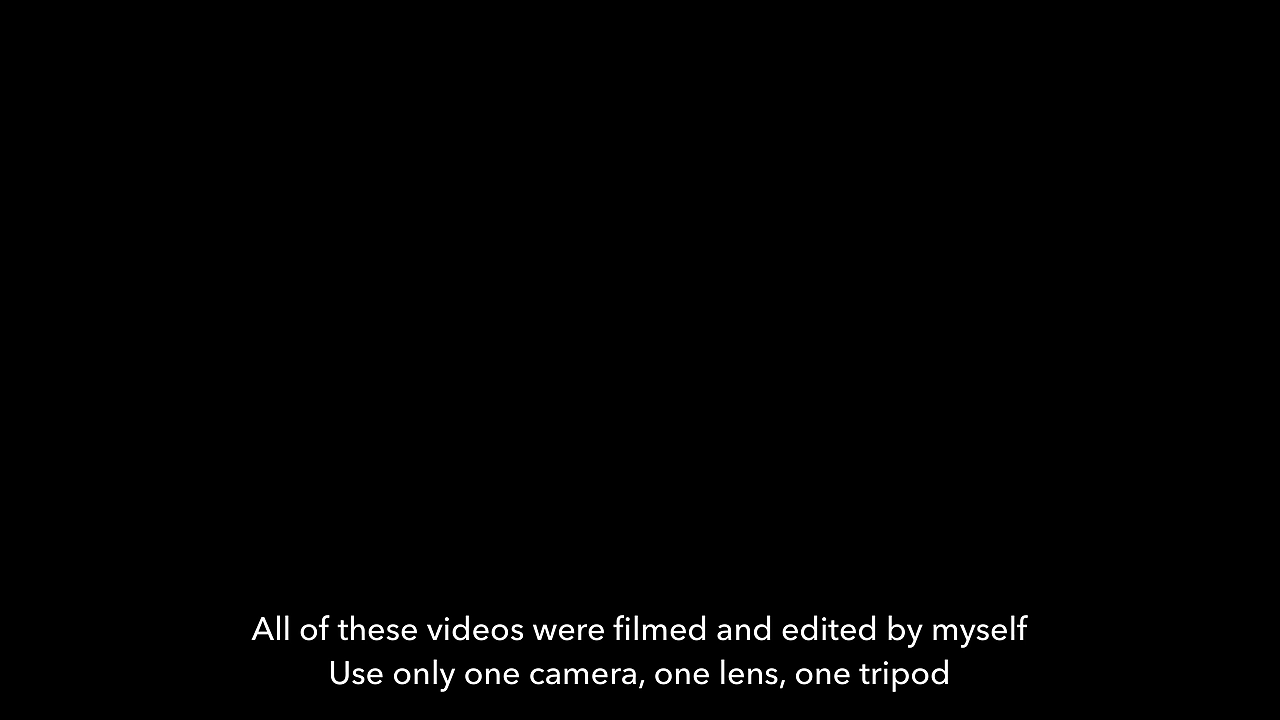 All of these videos were filmed and edited by myself
Use only one camera, one lens, one tripod